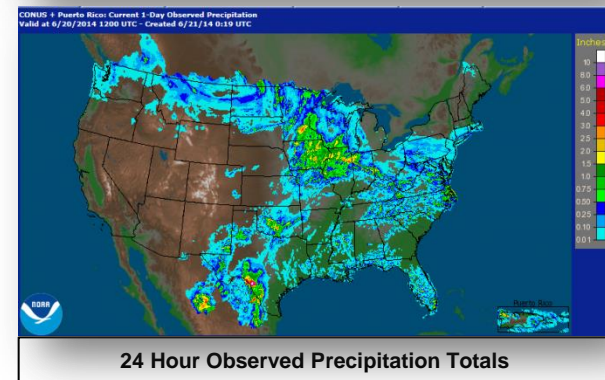 CONUS + Puerto Rico: Current 1-Day Observed Precipitation
Valid at 6/20/2014 1200 UTC - Created 6/21/14 0:19 UTC
Inches
10
8.0
6.0
5.0
4.0
3.0
2.5
2.0
1.5
1.0
0.75
0.50
0.25
0.10
0.01
NOAA
Puerto Rico
24 Hour Observed Precipitation Totals